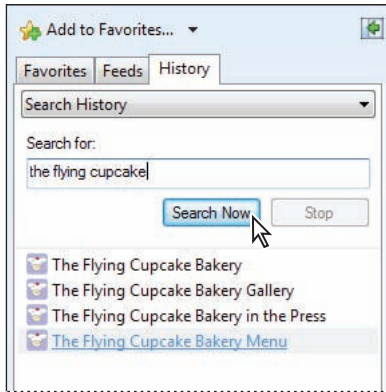 Add to Favorites...
Favorites Feeds History
Search History
Search for:
the flying cupcake
Search Now Stop
The Flying Cupcake Bakery
The Flying Cupcake Bakery Gallery
The Flying Cupcake Bakery in the Press
The Flying Cupcake Bakery Menu